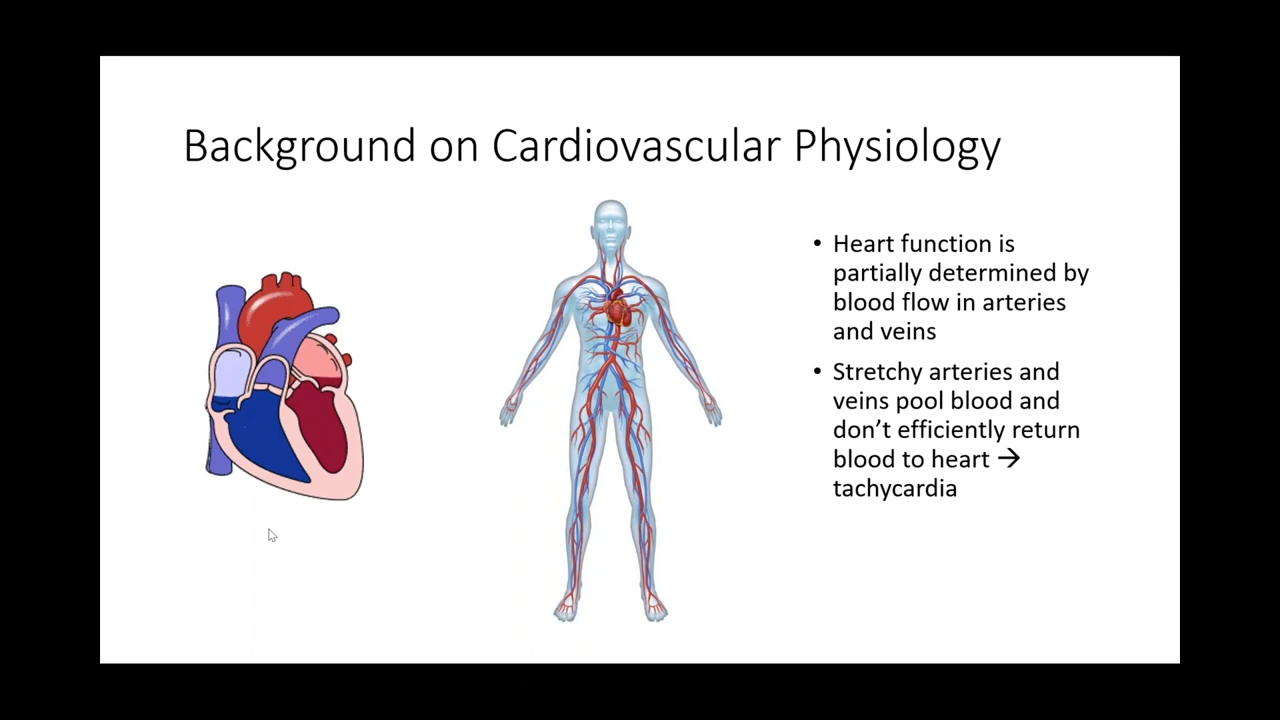 Background on Cardiovascular Physiology
• Heart function is
partially determined by
blood flow in arteries
and veins
• Stretchy arteries and
veins pool blood and
don’t efficiently return
blood to heart →
tachycardia